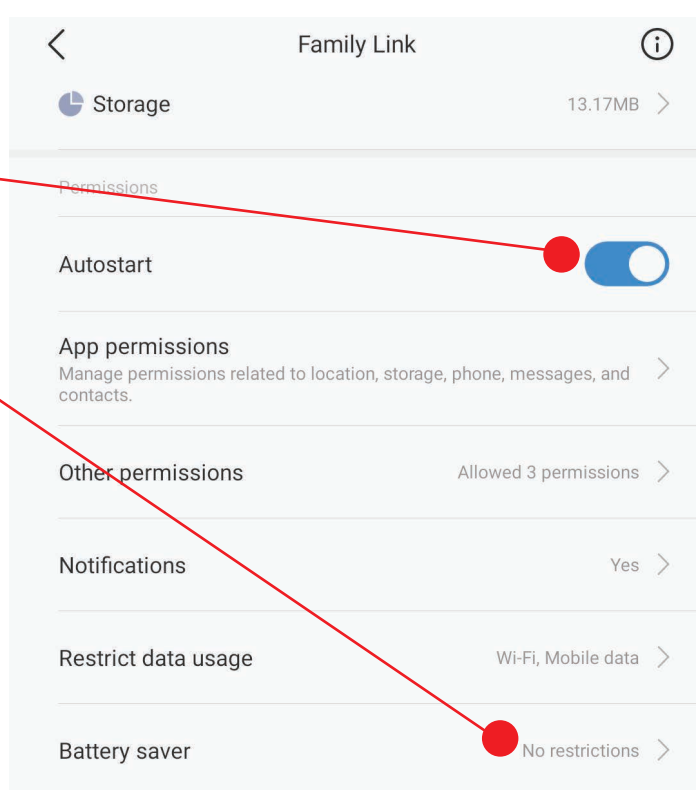 Family Link
Storage 13.17MB
Permissions
Autostart
App permissions
Manage permissions related to location, storage, phone, messages, and
contacts.
Other permissions Allowed 3 permissions
Notifications Yes
Restrict data usage Wi-Fi, Mobile data
Battery saver No restrictions